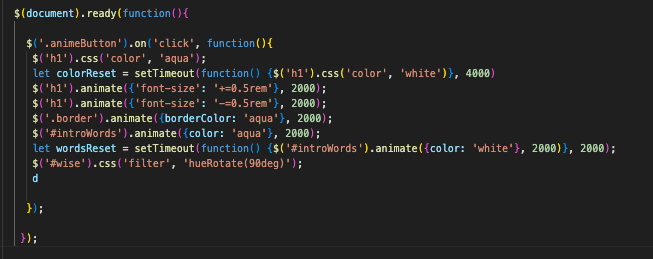 $(document).ready(function(){
$('.animeButton').on('click', function(){
$('h1').css('color', 'aqua');
let colorReset = setTimeout(function() {$('h1').css('color', 'white')}, 4000)
$('h1').animate({'font-size': '+=0.5rem'}, 2000);
$('h1').animate({'font-size': '-=0.5rem'}, 2000);
$('.border').animate({borderColor: 'aqua'}, 2000);
$('#introWords').animate({color: 'aqua'}, 2000);
let wordsReset = setTimeout(function() {$('#introWords').animate({color: 'white'}, 2000)}, 2000);
$('#wise').css('filter', 'hueRotate(90deg)');
d
});
});